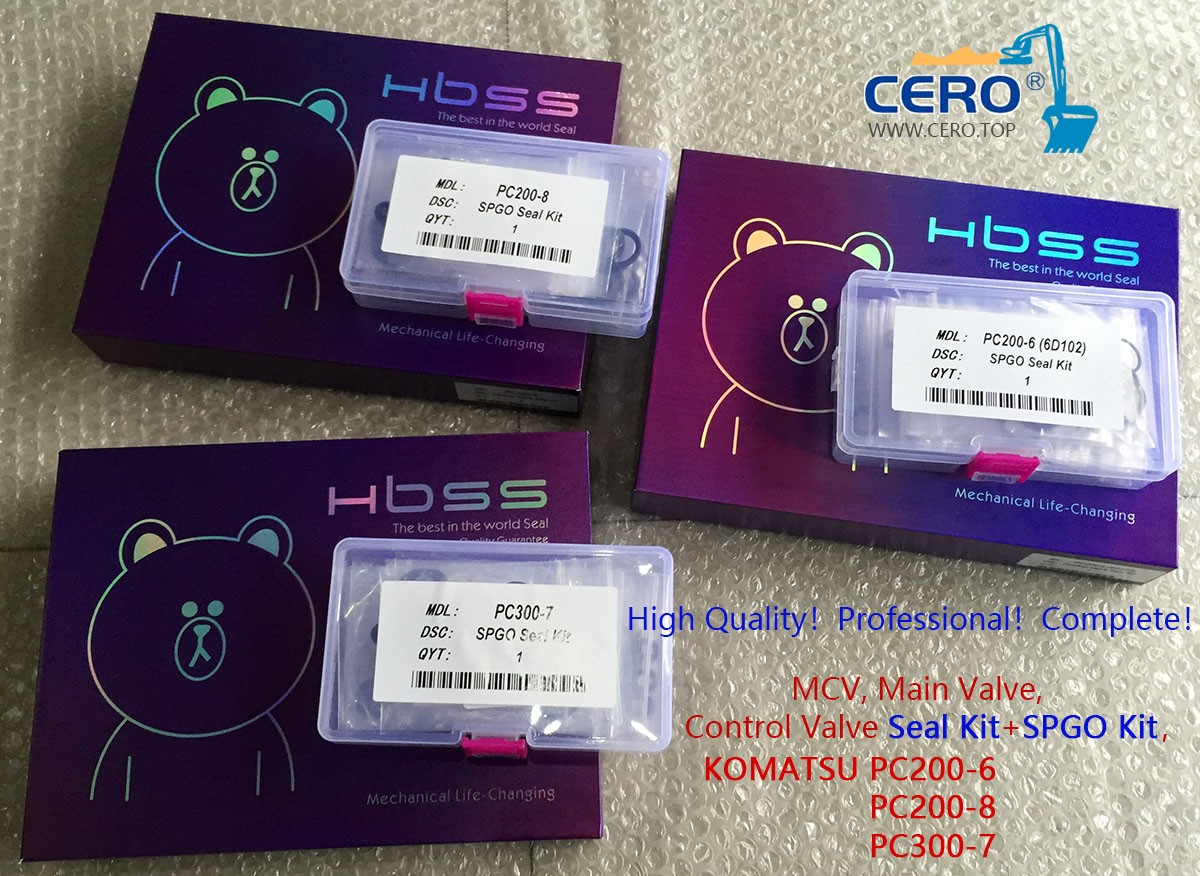 CERO®
WWW.CERO.TOP
Hbss
The best in the world Seal
MDL: PC200-8
DSC: SPGO Seal Kit
QYT: 1
Mechanical Life-Changing
Hbss
The best in the world Seal
MDL: PC200-6 (6D102)
DSC: SPGO Seal Kit
QYT: 1
Mechanical Life-Changing
Hbss
The best in the world Seal
Quality Guarantee
MDL: PC300-7
DSC: SPGO Seal Kit
QYT: 1
Mechanical Life-Changing
High Quality! Professional! Complete!
MCV, Main Valve,
Control Valve Seal Kit+SPGO Kit,
KOMATSU PC200-6
PC200-8
PC300-7